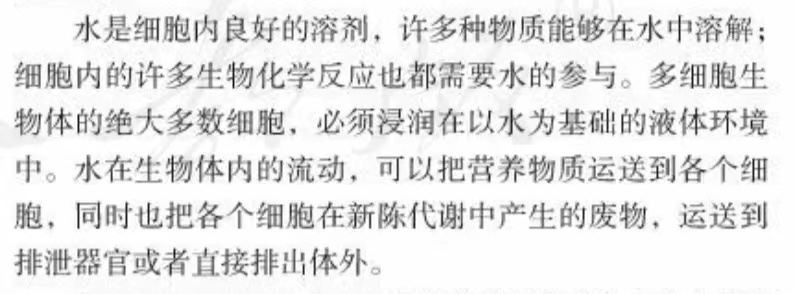 水是细胞内良好的溶剂，许多种物质能够在水中溶解；
细胞内的许多生物化学反应也都需要水的参与。多细胞生
物体的绝大多数细胞，必须浸润在以水为基础的液体环境
中。水在生物体内的流动，可以把营养物质运送到各个细
胞，同时也把各个细胞在新陈代谢中产生的废物，运送到
排泄器官或者直接排出体外。